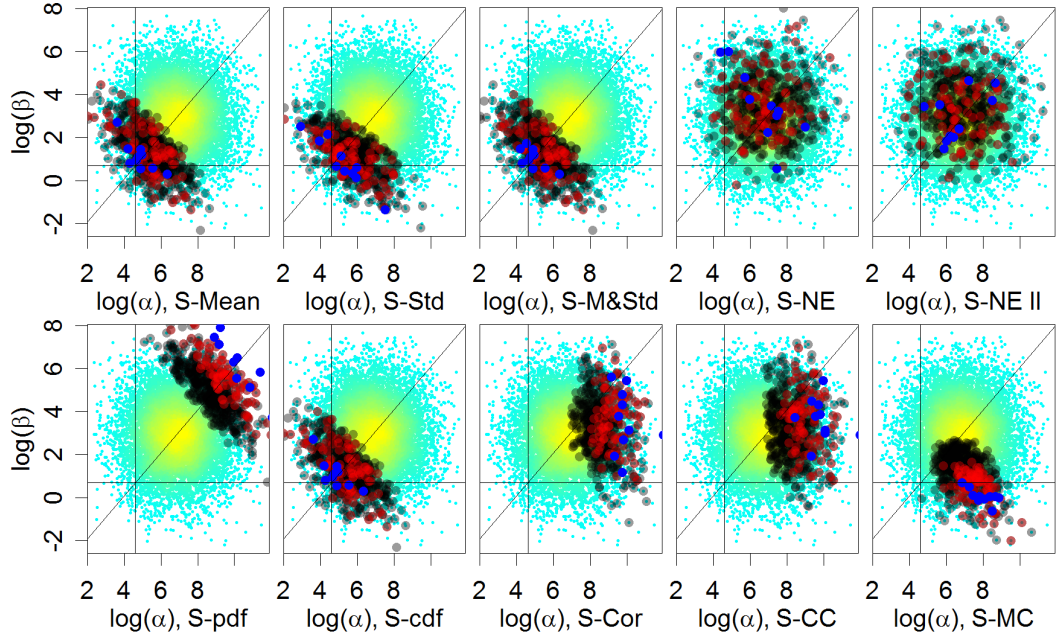 log(β)
8
6
4
2
0
-2
2 4 6 8
2 4 6 8
2 4 6 8
2 4 6 8
2 4 6 8
log(α), S-Mean
log(α), S-Std
log(α), S-M&Std
log(α), S-NE
log(α), S-NE II
log(β)
8
6
4
2
0
-2
2 4 6 8
2 4 6 8
2 4 6 8
2 4 6 8
2 4 6 8
log(α), S-pdf
log(α), S-cdf
log(α), S-Cor
log(α), S-CC
log(α), S-MC